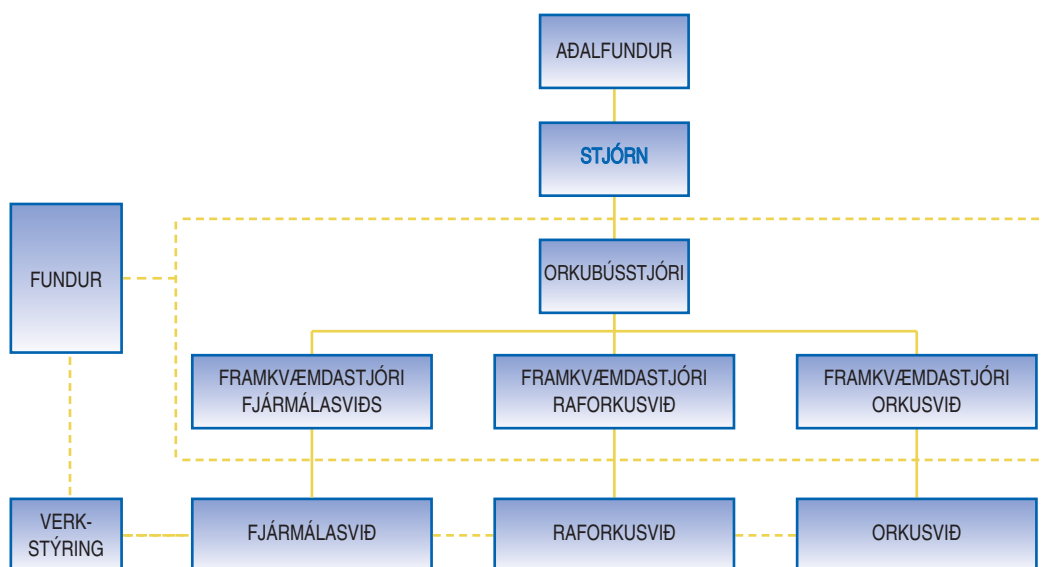 AÐALFUNDUR
STJÓRN
FUNDUR
ORKUBÚSSTJÓRI
FRAMKVÆMDASTJÓRI
FJÁRMÁLASVIÐS
FRAMKVÆMDASTJÓRI
RAFORKUSVIÐ
FRAMKVÆMDASTJÓRI
ORKUSVIÐ
VERK-
STÝRING
FJÁRMÁLASVIÐ
RAFORKUSVIÐ
ORKUSVIÐ